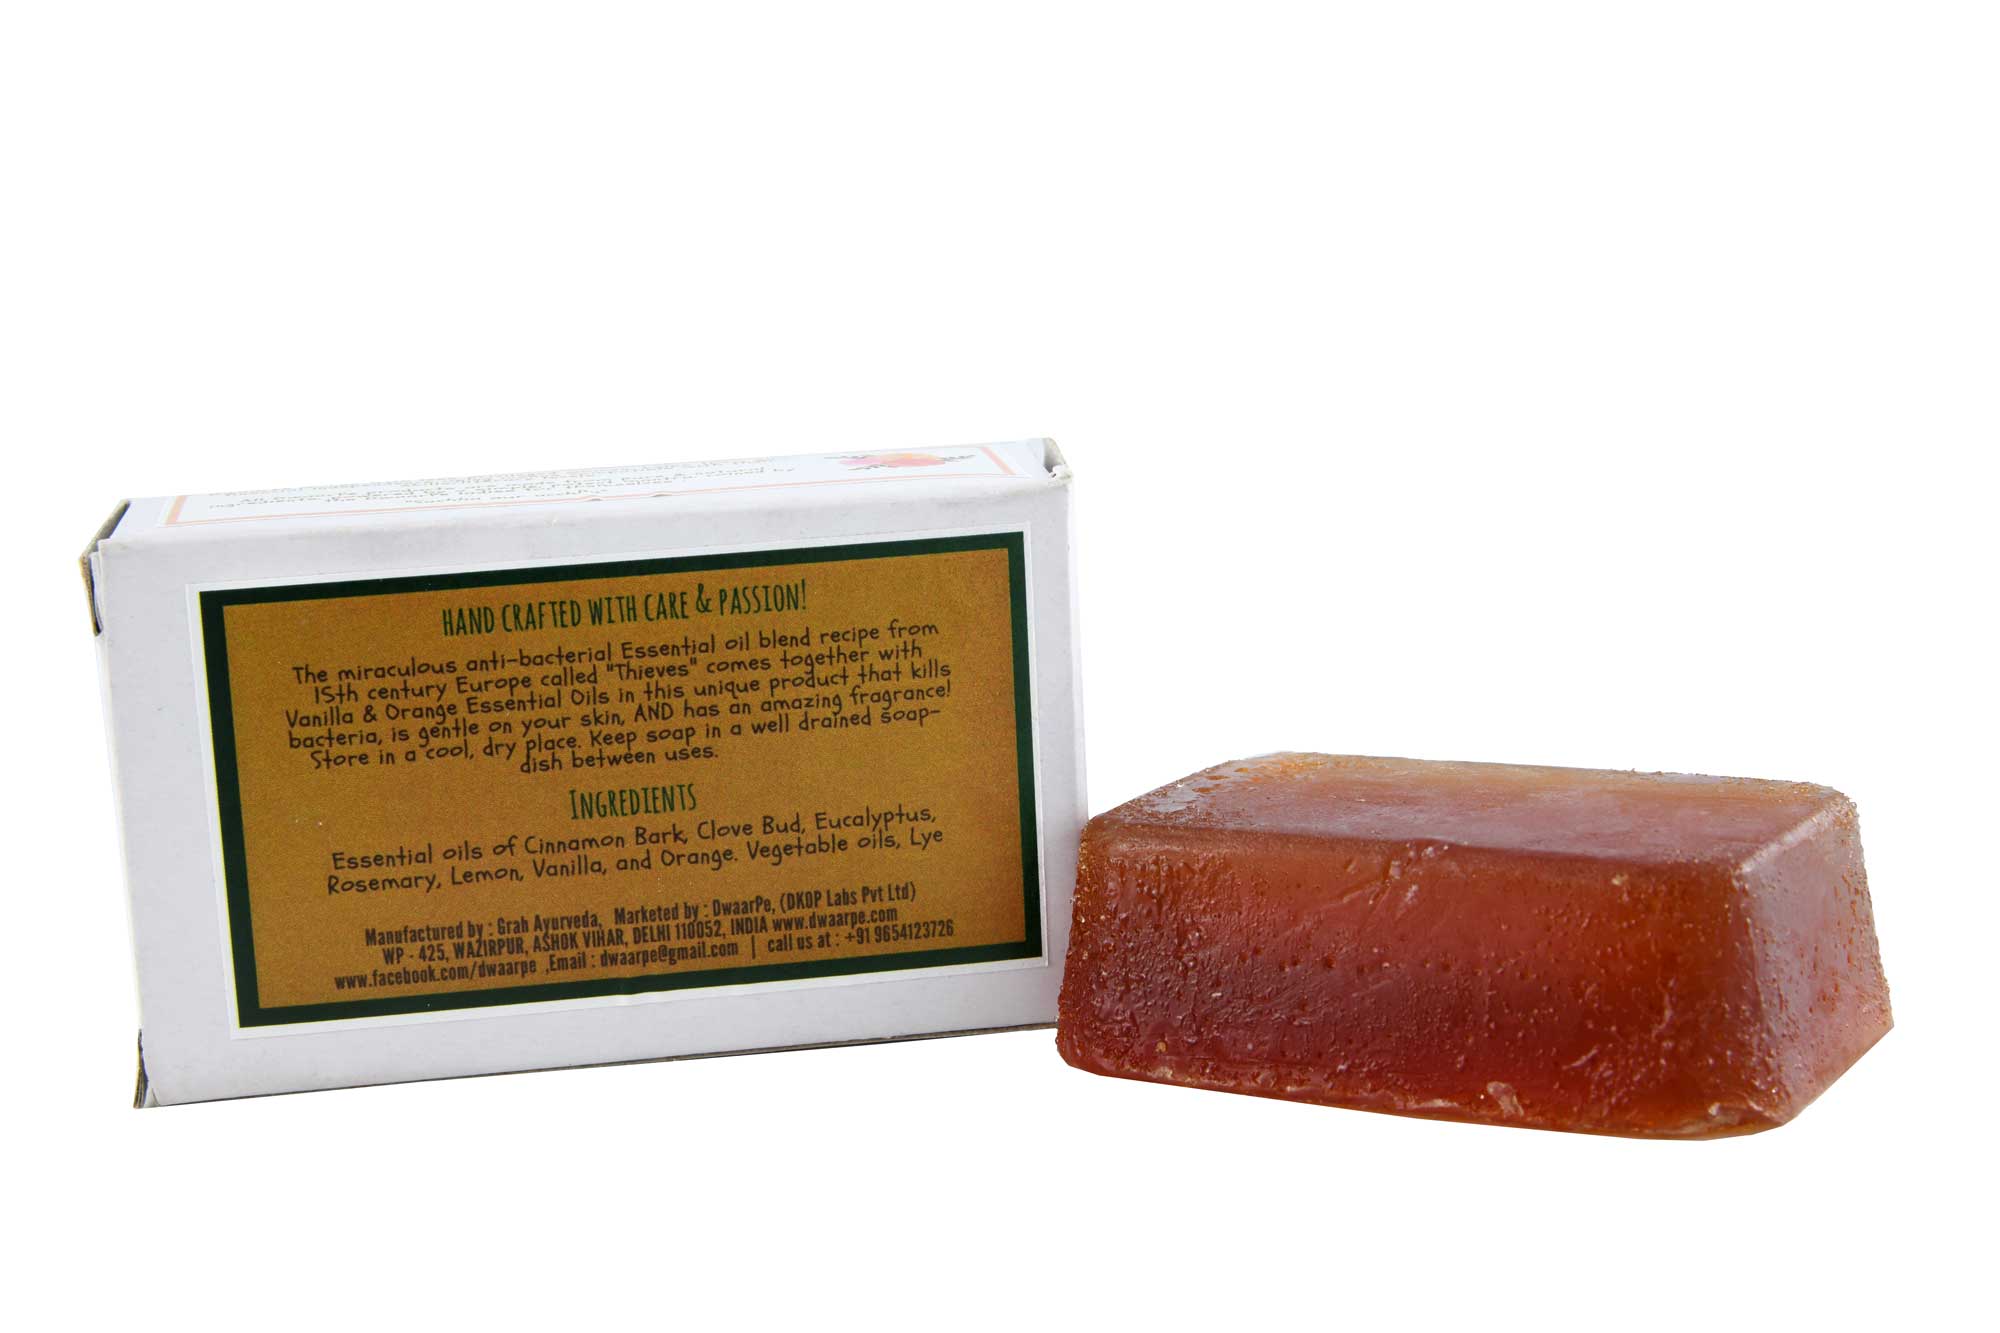 HAND CRAFTED WITH CARE & PASSION!
The miraculous anti-bacterial Essential oil blend recipe from
15th century Europe called "Thieves" comes together with
Vanilla & Orange Essential Oils in this unique product that kills
bacteria, is gentle on your skin, AND has an amazing fragrance!
Store in a cool, dry place. Keep soap in a well drained soap-
dish between uses.
INGREDIENTS
Essential oils of Cinnamon Bark, Clove Bud, Eucalyptus,
Rosemary, Lemon, Vanilla, and Orange. Vegetable oils, Lye
Manufactured by : Grah Ayurveda, Marketed by : DwaarPe, (DKOP Labs Pvt Ltd)
WP - 425, WAZIRPUR, ASHOK VIHAR, DELHI 110052, INDIA www.dwaarpe.com
www.facebook.com/dwaarpe ,Email : dwaarpe@gmail.com | call us at : +91 9654123726